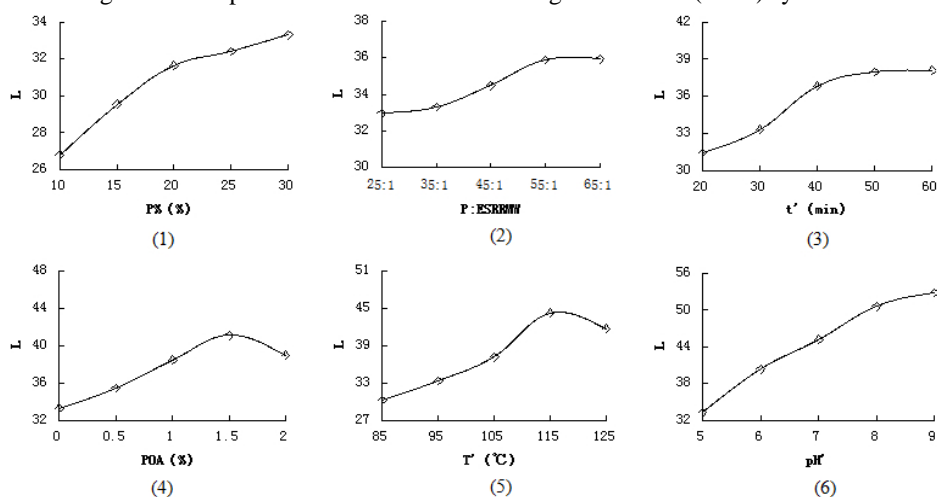 34
32
30
28
26
L
10 15 20 25 30
P% (%)
(1)
38
36
34
32
30
L
25:1 35:1 45:1 55:1 65:1
P:ESRRMW
(2)
42
39
36
33
30
L
20 30 40 50 60
t′ (min)
(3)
48
44
40
36
32
L
0 0.5 1 1.5 2
POA (%)
(4)
51
45
39
33
27
L
85 95 105 115 125
T′ (℃)
(5)
56
50
44
38
32
L
5 6 7 8 9
pH′
(6)